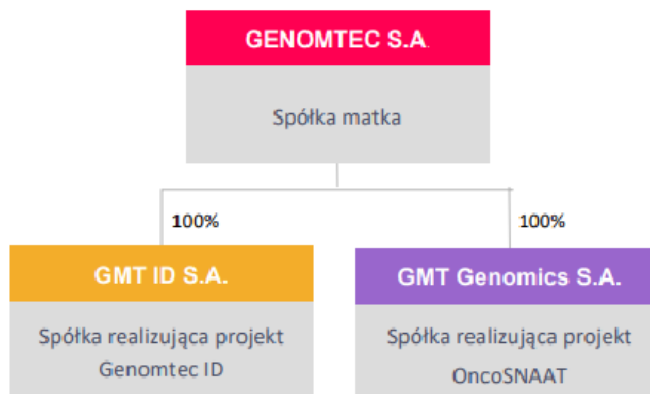 GENOMTEC S.A.
Spółka matka
100%
100%
GMT ID S.A.
GMT Genomics S.A.
Spółka realizująca projekt
Genomtec ID
Spółka realizująca projekt
OncoSNAAT